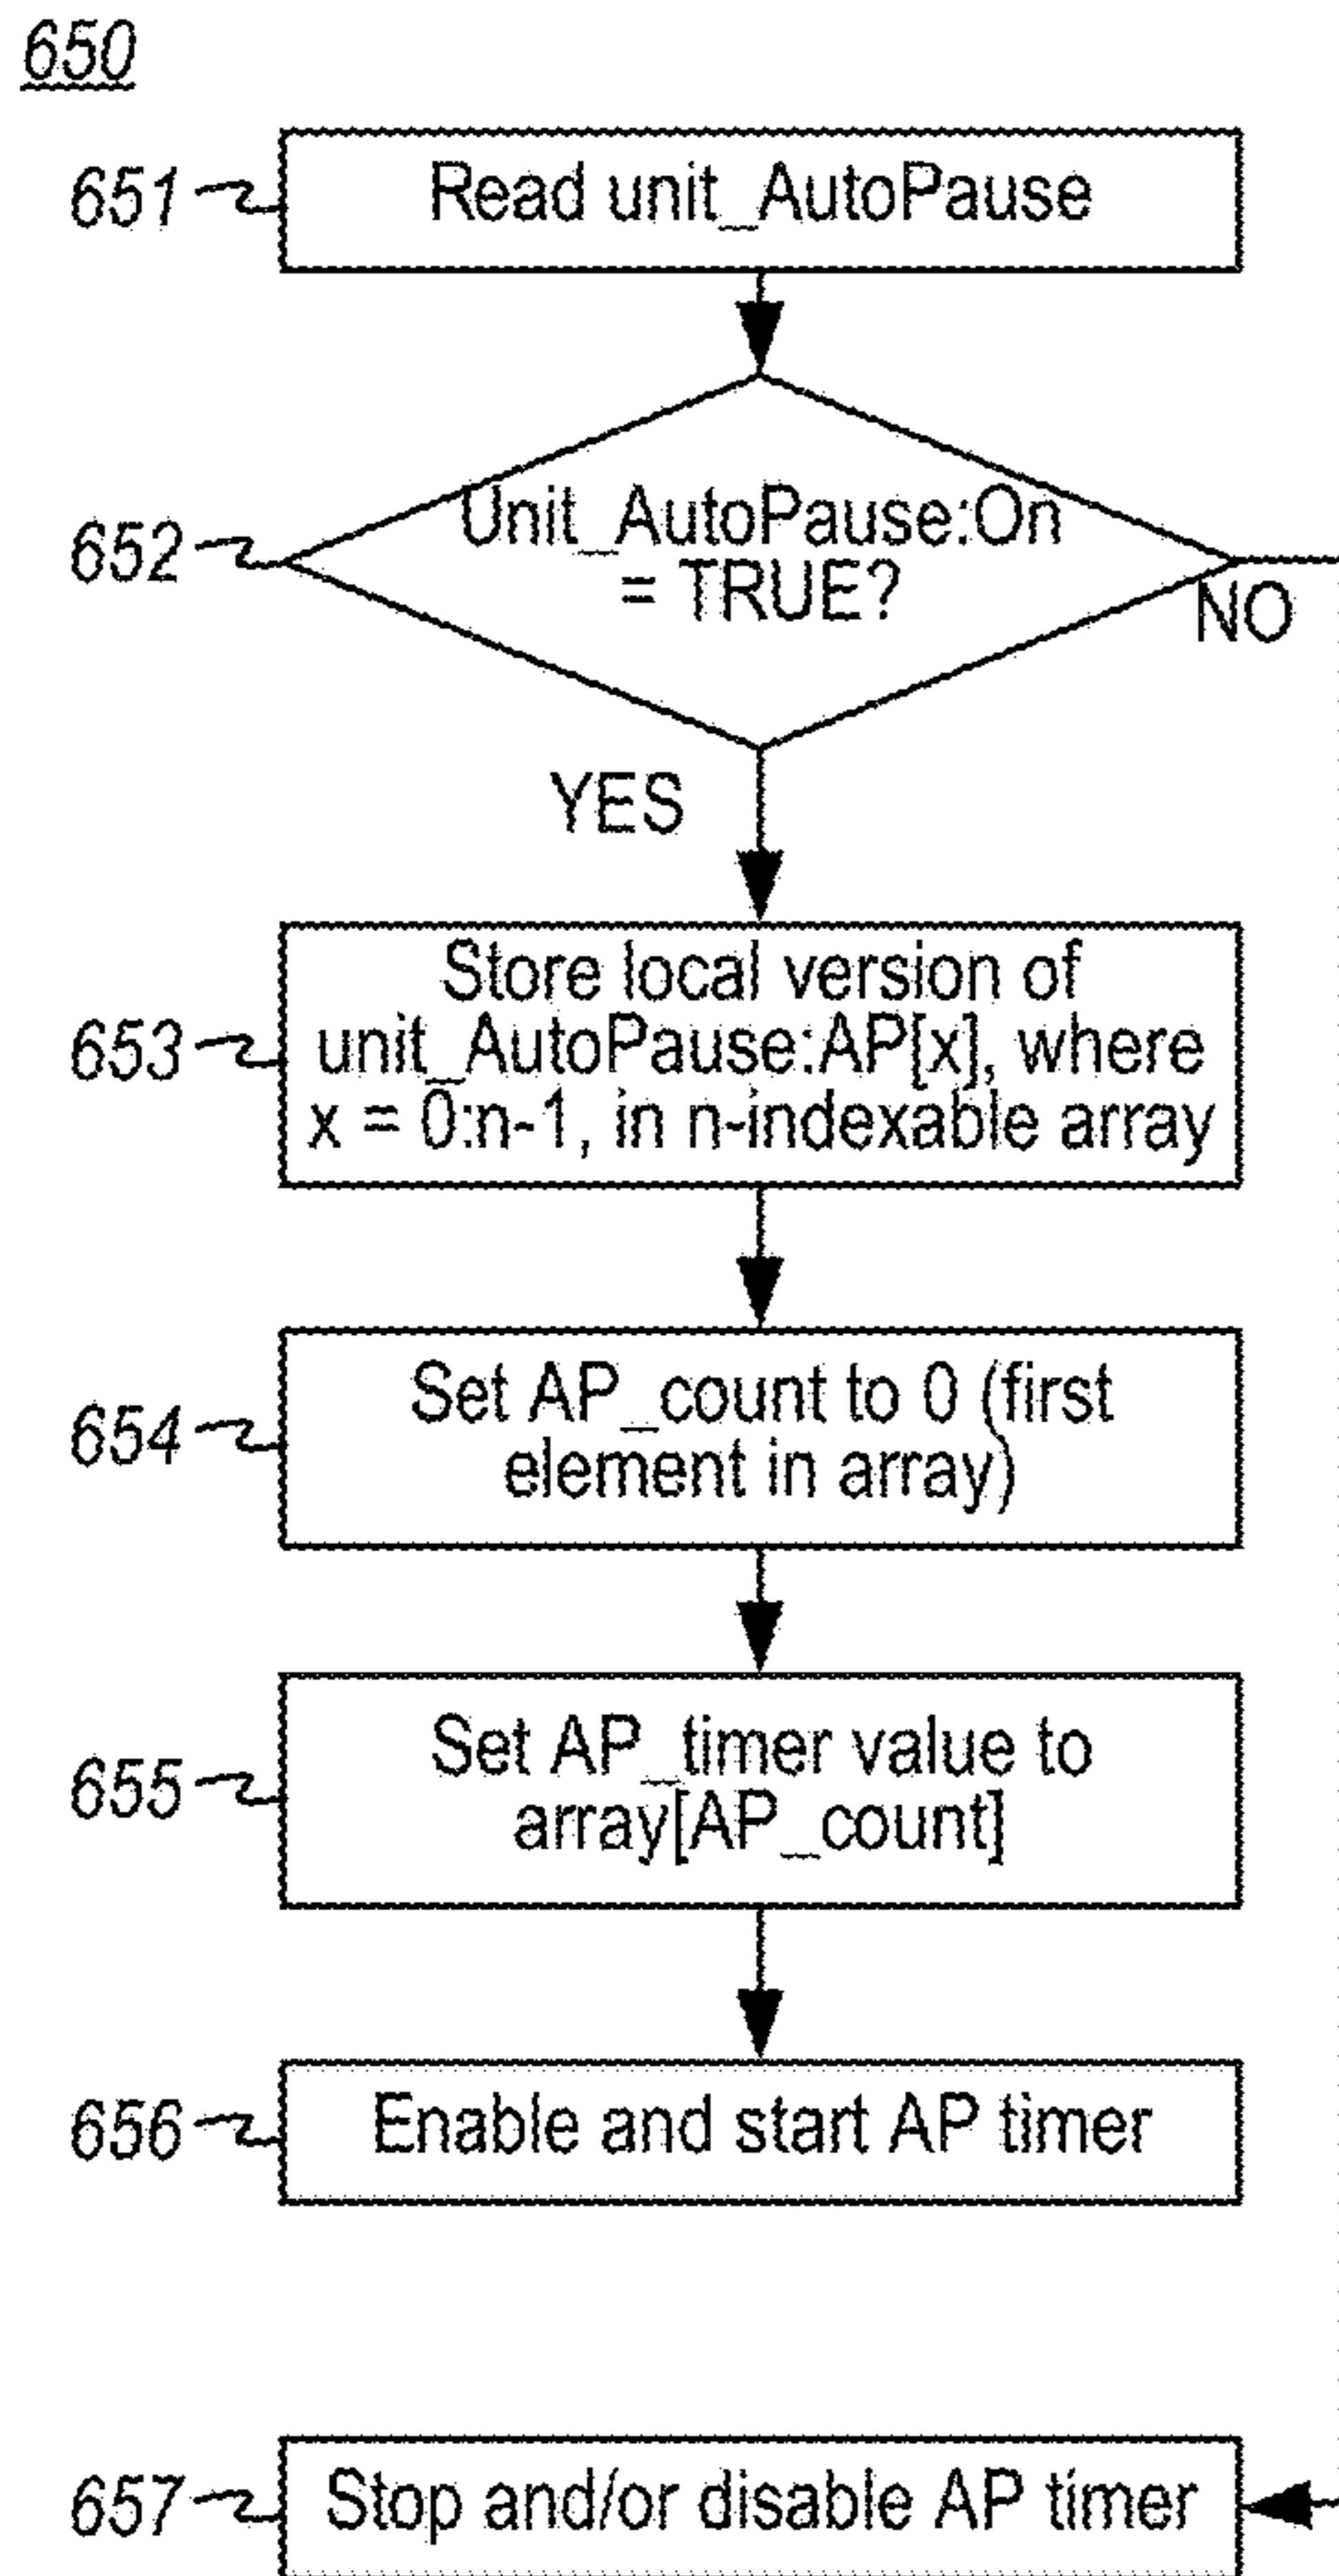 650
651
Read unit_AutoPause
652
Unit_AutoPause:On
= TRUE?
NO
YES
653
Store local version of
unit_AutoPause:AP[x], where
x = 0:n-1, in n-indexable array
654
Set AP_count to 0 (first
element in array)
655
Set AP_timer value to
array[AP_count]
656
Enable and start AP timer
657
Stop and/or disable AP timer